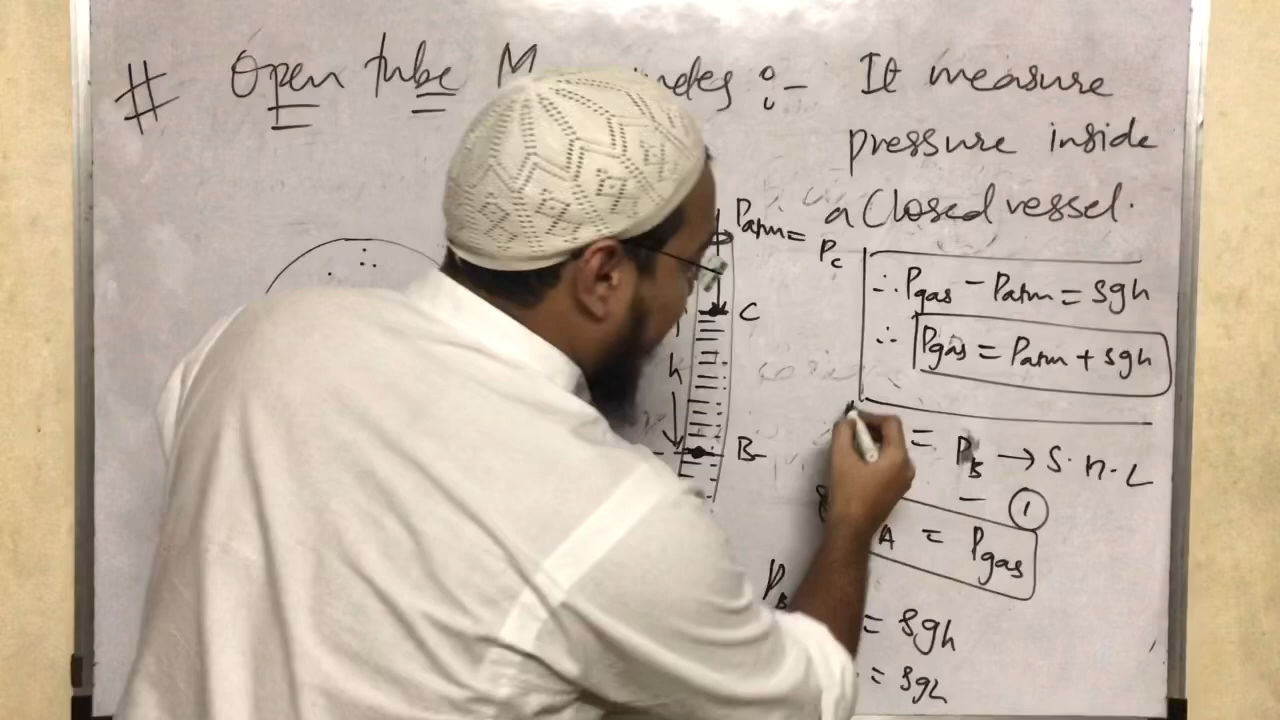 # Open tube M    :- It measure
pressure inside
a Closed vessel.
Patm = Pc
C
h
B
∴ Pgas - Patm = ρgh
∴ Pgas = Patm + ρgh
= PB → S.H.L
- ①
A = Pgas
PB
= ρgh
= ρgh